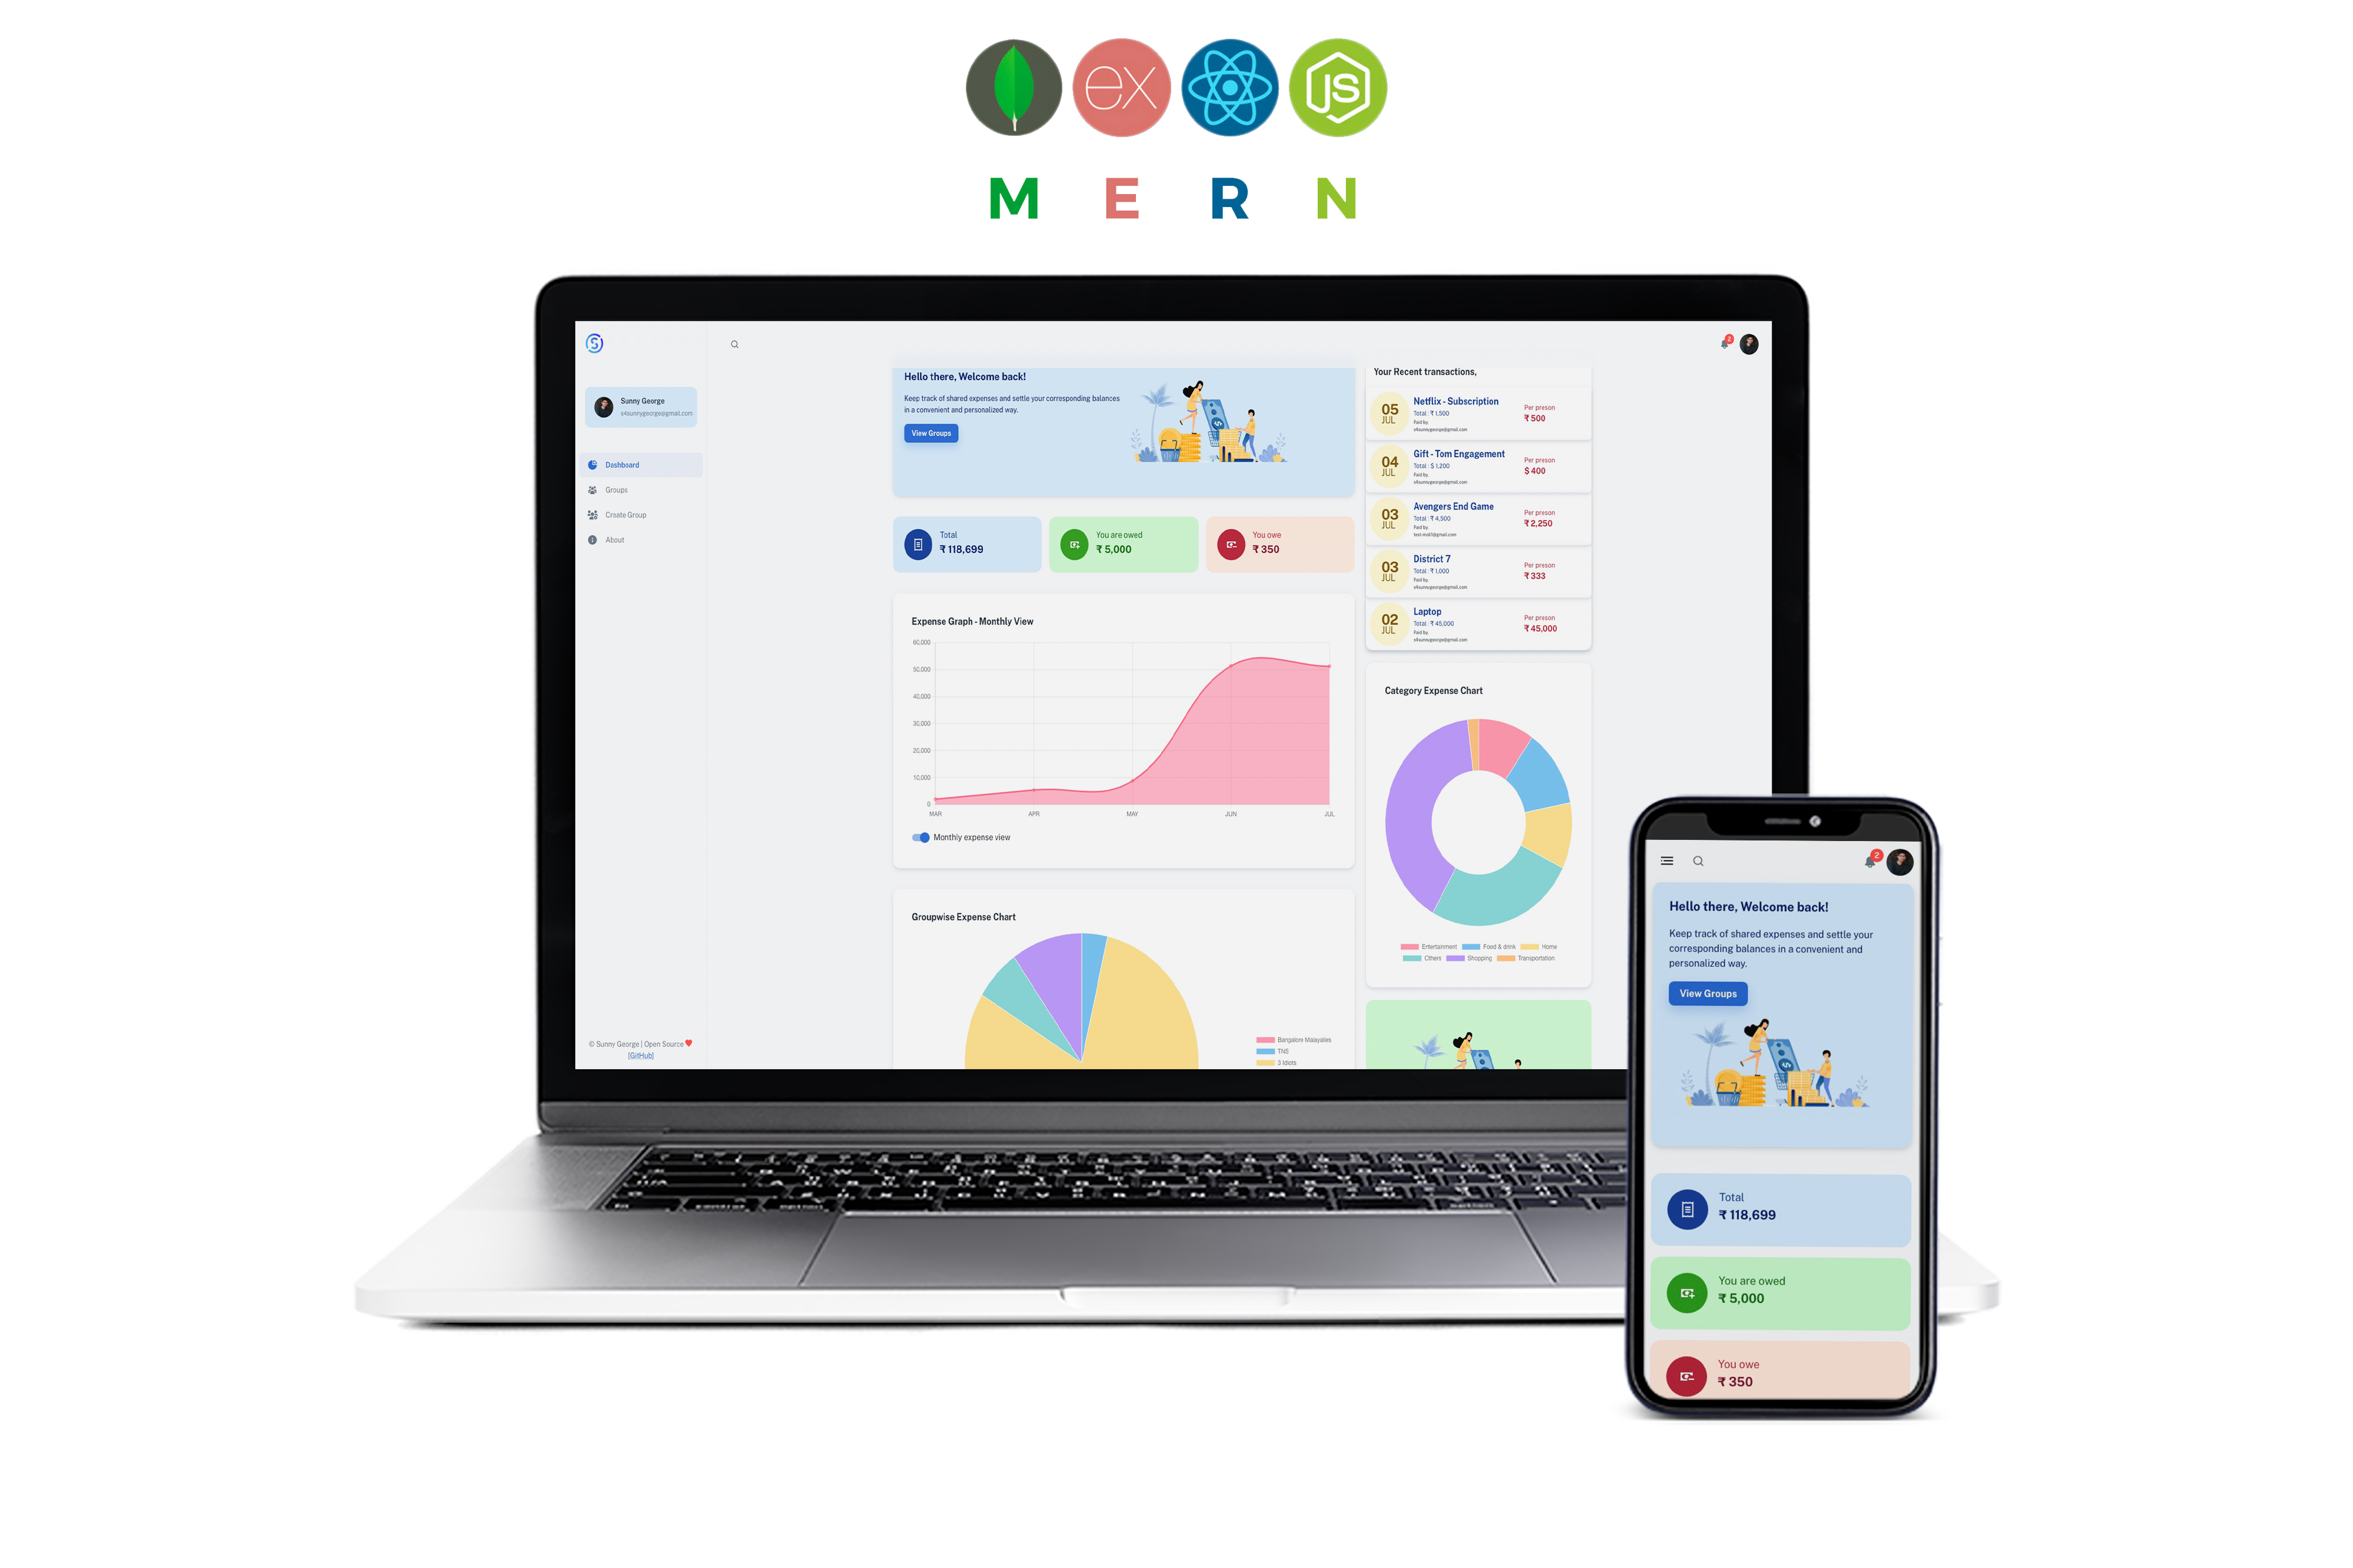 ex
JS
M E R N
S
2
Sunny George
s4sunnygeorge@gmail.com
Dashboard
Groups
Create Group
About
© Sunny George | Open Source
[GitHub]
Hello there, Welcome back!
Keep track of shared expenses and settle your corresponding balances
in a convenient and personalized way.
View Groups
Total
₹ 118,699
You are owed
₹ 5,000
You owe
₹ 350
Expense Graph - Monthly View
60,000
50,000
40,000
30,000
20,000
10,000
0
MAR APR MAY JUN JUL
Monthly expense view
Groupwise Expense Chart
Bangalore Malayalies
TNS
3 Idiots
Your Recent transactions,
05
JUL
Netflix - Subscription
Total : ₹ 1,500
Paid by,
s4sunnygeorge@gmail.com
Per preson
₹ 500
04
JUL
Gift - Tom Engagement
Total : $ 1,200
Paid by,
s4sunnygeorge@gmail.com
Per preson
$ 400
03
JUL
Avengers End Game
Total : ₹ 4,500
Paid by,
Per preson
₹ 2,250
03
JUL
District 7
Total : ₹ 1,000
Paid by,
s4sunnygeorge@gmail.com
Per preson
₹ 333
02
JUL
Laptop
Total : ₹ 45,000
Paid by,
s4sunnygeorge@gmail.com
Per preson
₹ 45,000
Category Expense Chart
Entertainment Food & drink Home
Others Shopping Transportation
2
Hello there, Welcome back!
Keep track of shared expenses and settle your
corresponding balances in a convenient and
personalized way.
View Groups
Total
₹ 118,699
You are owed
₹ 5,000
You owe
₹ 350